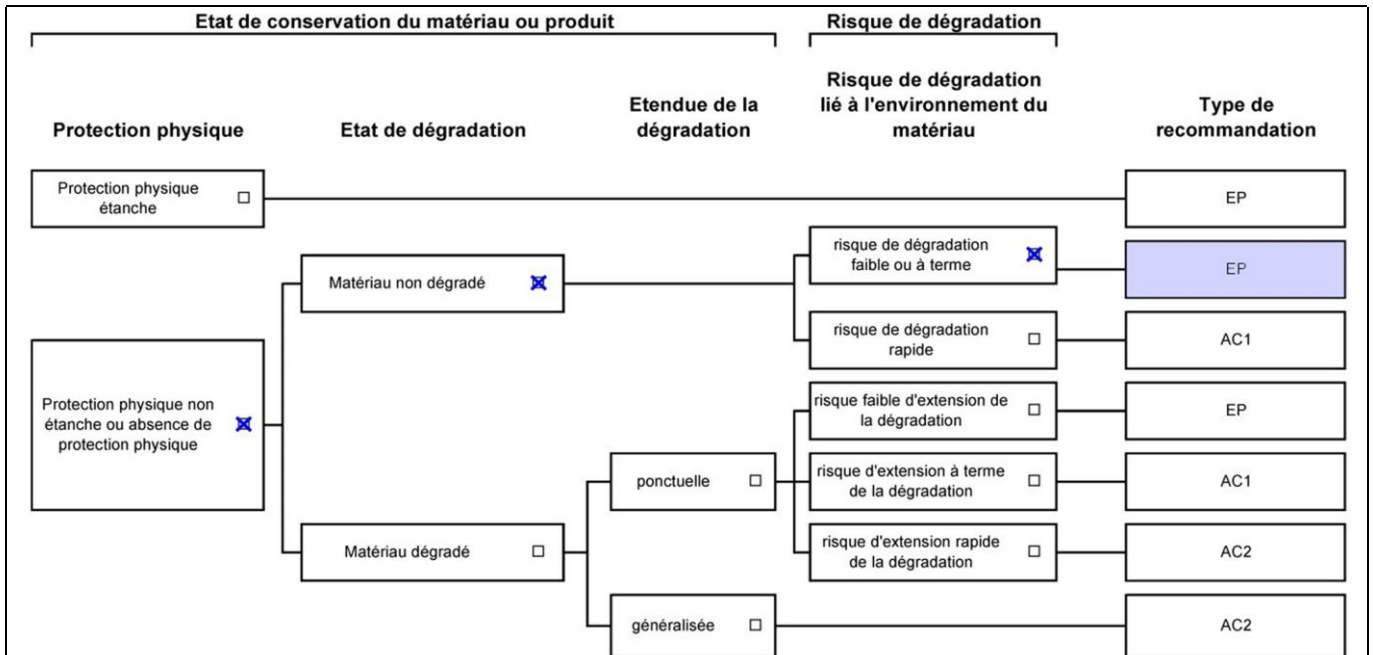 Etat de conservation du matériau ou produit
Risque de dégradation
Protection physique
Etat de dégradation
Etendue de la
dégradation
Risque de dégradation
lié à l'environnement du
matériau
Type de
recommandation
Protection physique
étanche
EP
Protection physique non
étanche ou absence de
protection physique
Matériau non dégradé
risque de dégradation
faible ou à terme
EP
risque de dégradation
rapide
AC1
Matériau dégradé
ponctuelle
risque faible d'extension de
la dégradation
EP
risque d'extension à terme
de la dégradation
AC1
risque d'extension rapide
de la dégradation
AC2
généralisée
AC2